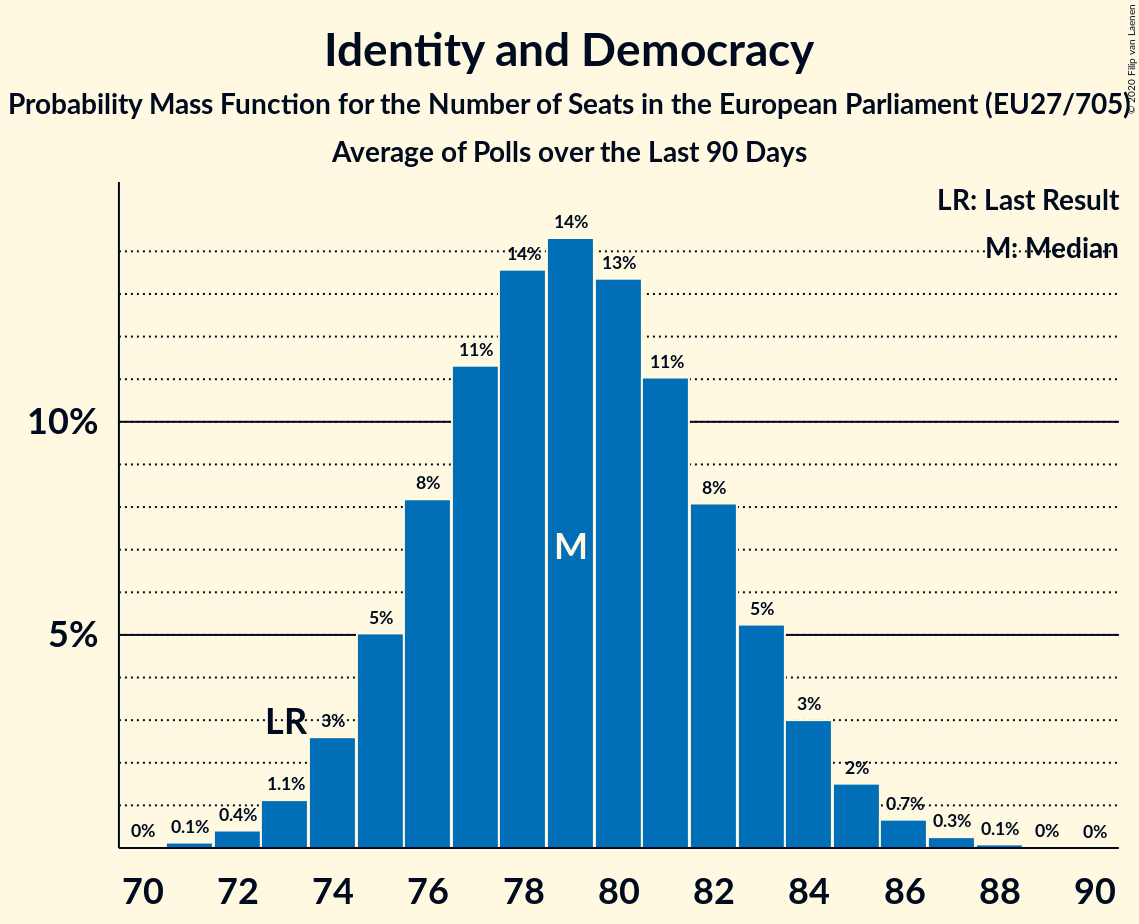 Identity and Democracy
Probability Mass Function for the Number of Seats in the European Parliament (EU27/705)
Average of Polls over the Last 90 Days
© 2020 Filip van Laenen
LR: Last Result
M: Median
10%
5%
0%
0.1%
0.4%
1.1%
3%
5%
8%
11%
14%
14%
13%
11%
8%
5%
3%
2%
0.7%
0.3%
0.1%
0%
0%
LR
M
70 72 74 76 78 80 82 84 86 88 90